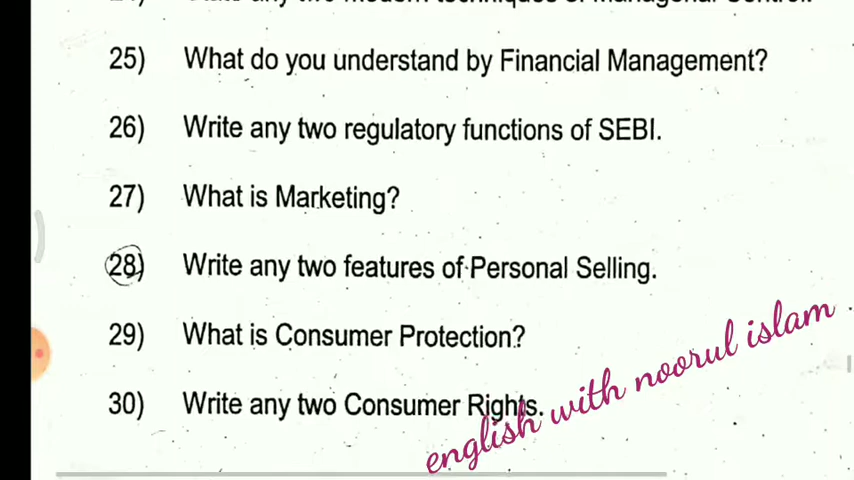 25) What do you understand by Financial Management?
26) Write any two regulatory functions of SEBI.
27) What is Marketing?
28) Write any two features of Personal Selling.
29) What is Consumer Protection?
30) Write any two Consumer Rights.
english with noorul islam